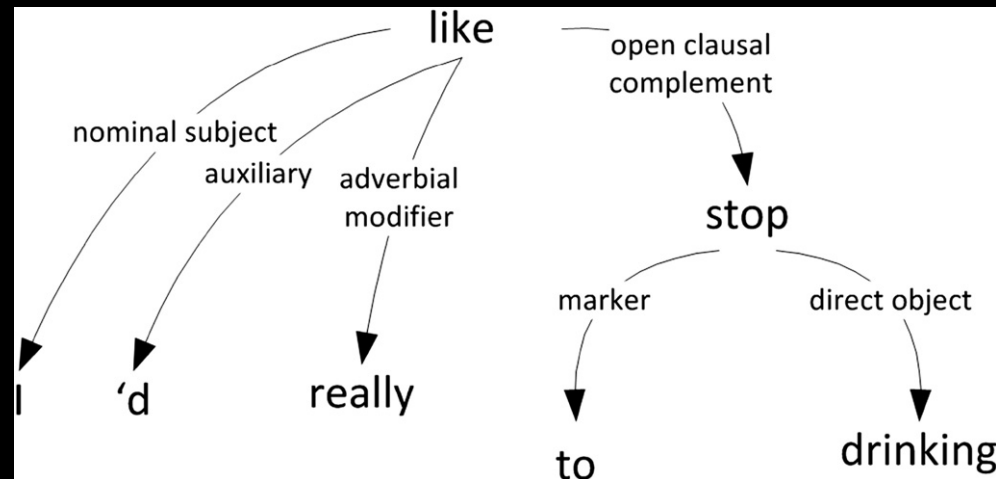 like
open clausal
complement
nominal subject
auxiliary
adverbial
modifier
stop
marker
direct object
I
‘d
really
to
drinking